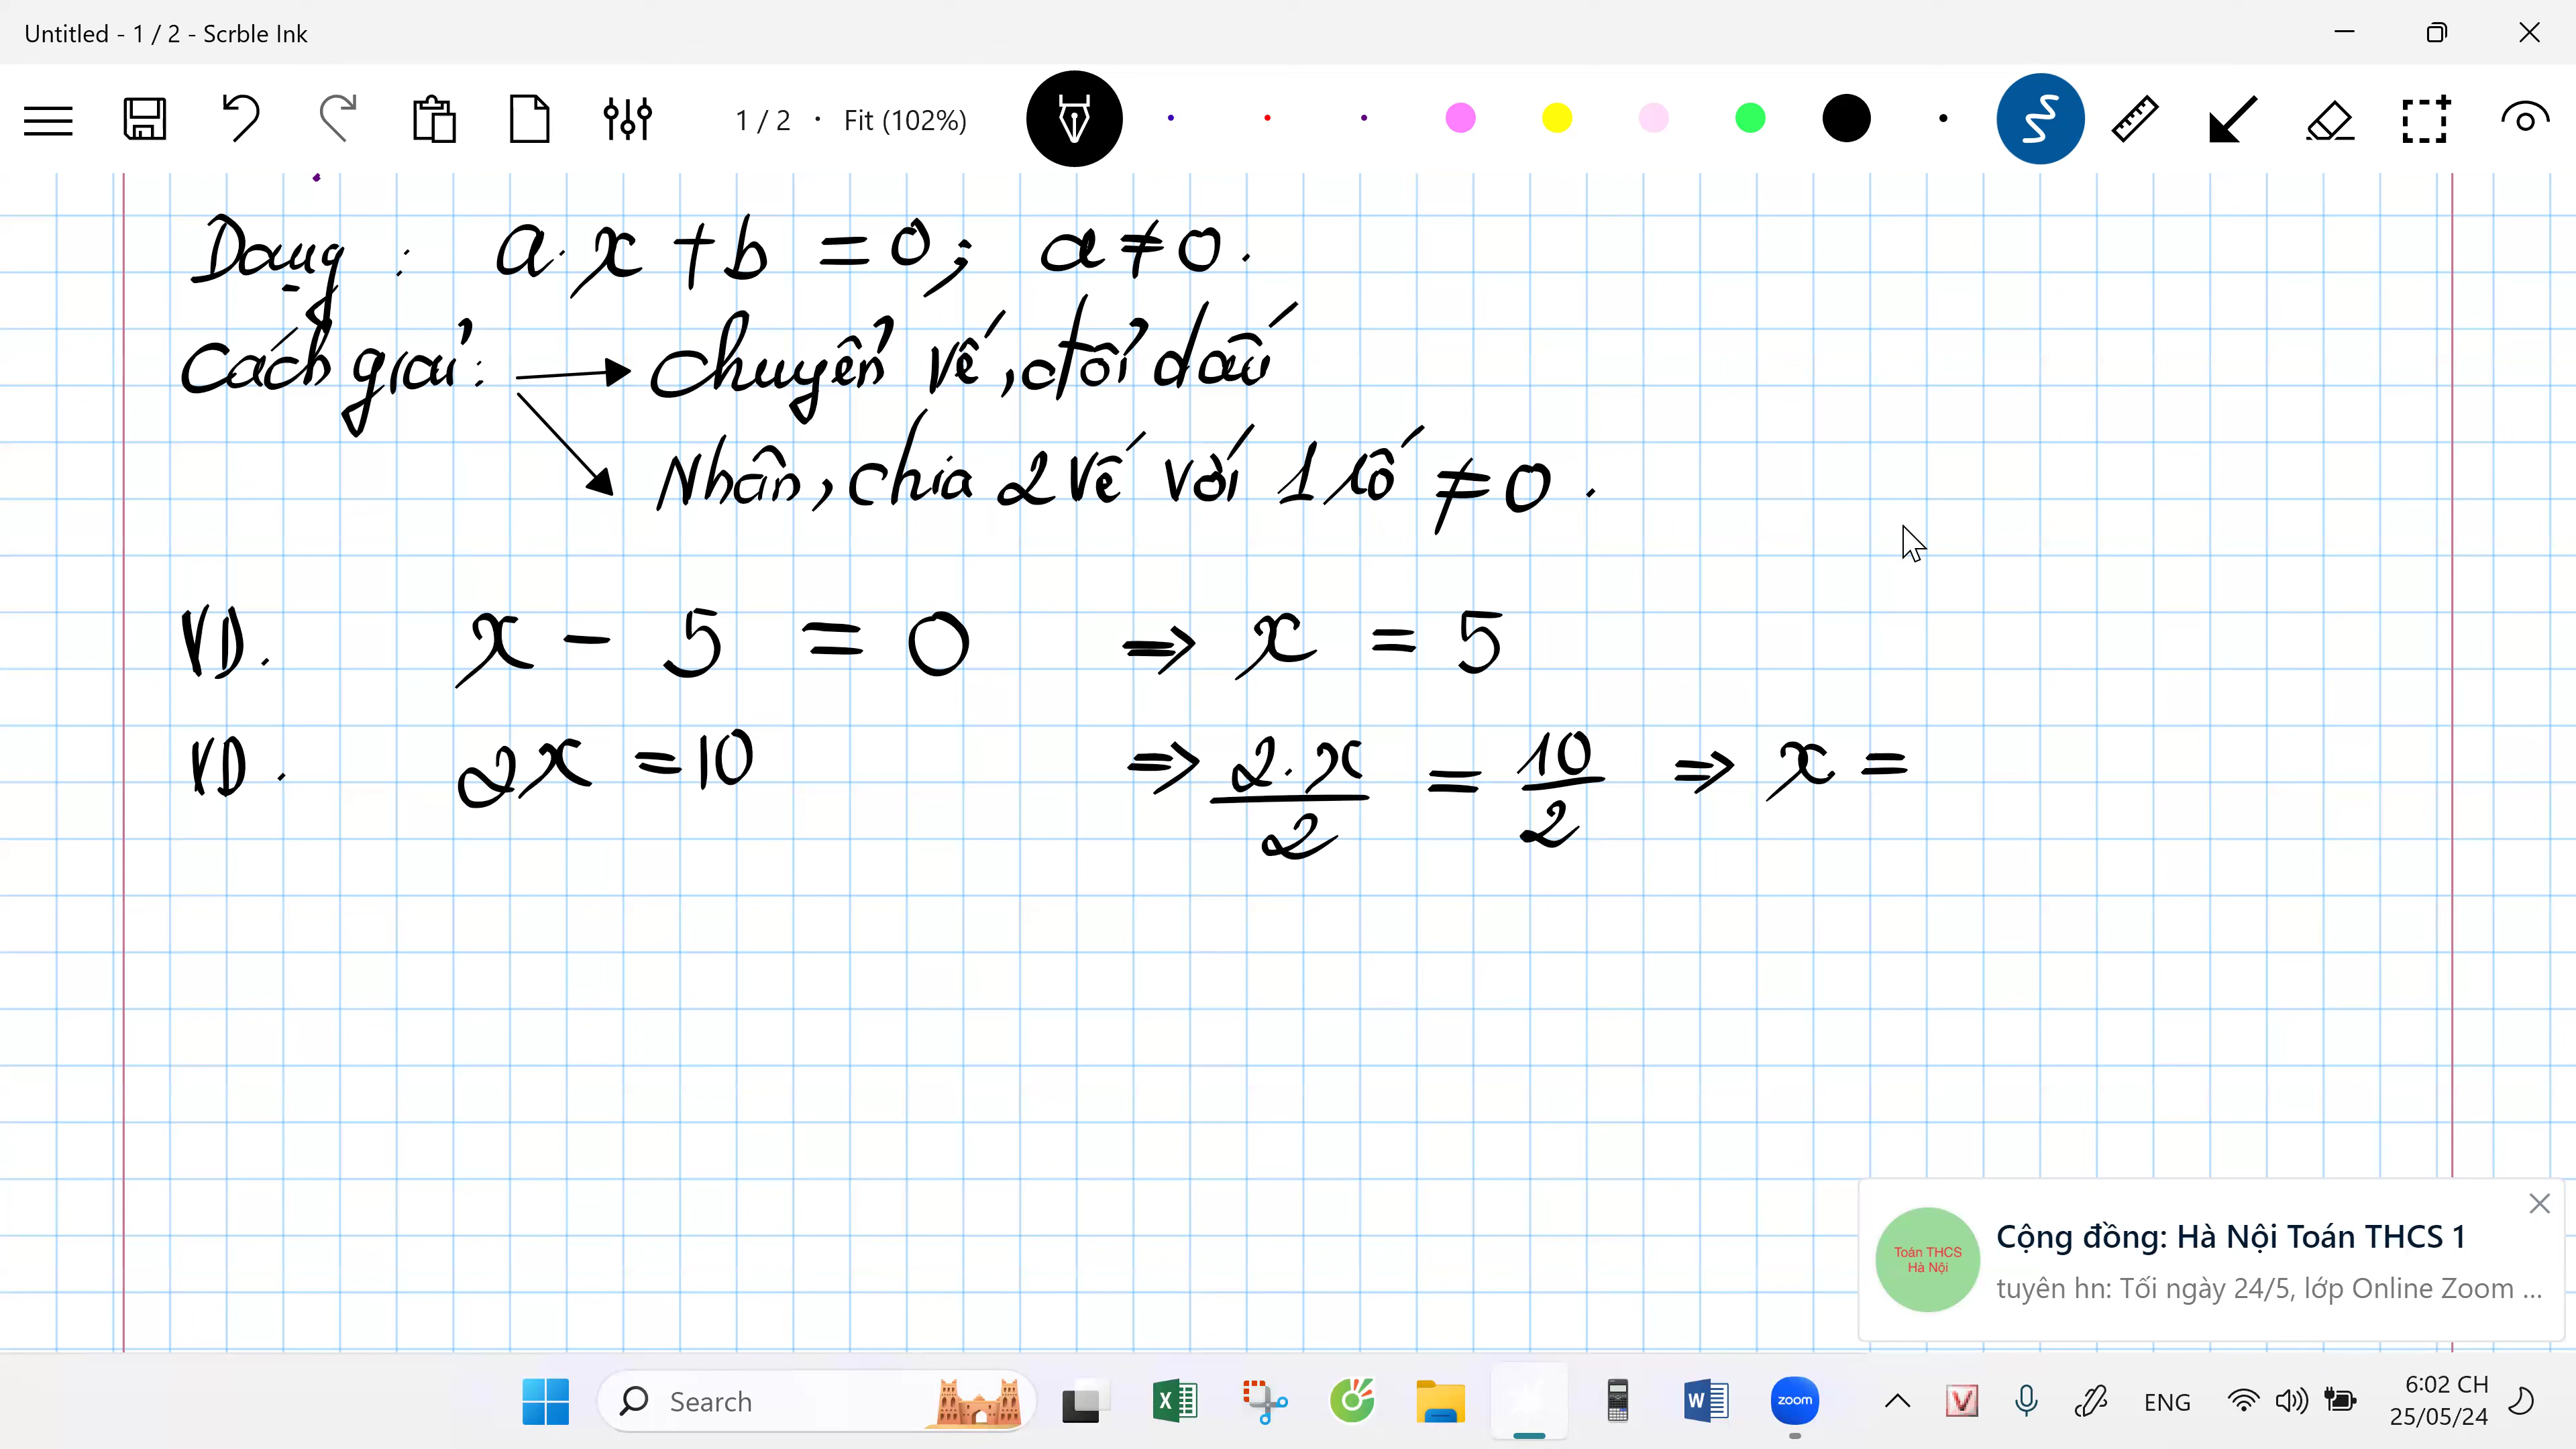 Untitled - 1 / 2 - Scrble Ink
1 / 2 · Fit (102%)
Dạng : a.x + b = 0; a ≠ 0.
Cách giải: → chuyển vế, đổi dấu
→ Nhân, chia 2 vế với 1 số ≠ 0.
VD. x - 5 = 0 ⇒ x = 5
VD. 2x = 10 ⇒ 2.x/2 = 10/2 ⇒ x =
Toán THCS
Hà Nội
Cộng đồng: Hà Nội Toán THCS 1
tuyên hn: Tối ngày 24/5, lớp Online Zoom ...
Search
zoom
ENG
6:02 CH
25/05/24